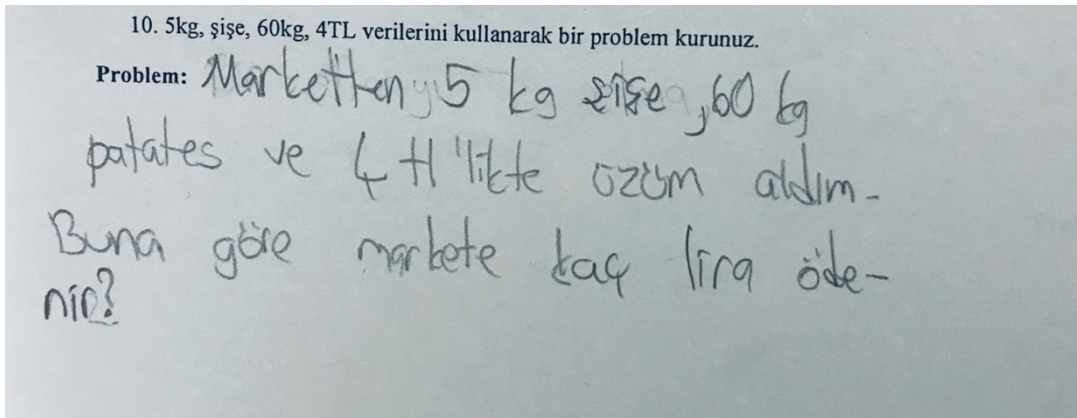 10. 5kg, şişe, 60kg, 4TL verilerini kullanarak bir problem kurunuz.
Problem: Marketten 5 kg şişe, 60 kg
patates ve 4 tl'likte üzüm aldım.
Buna göre markete kaç lira öde-
nir?